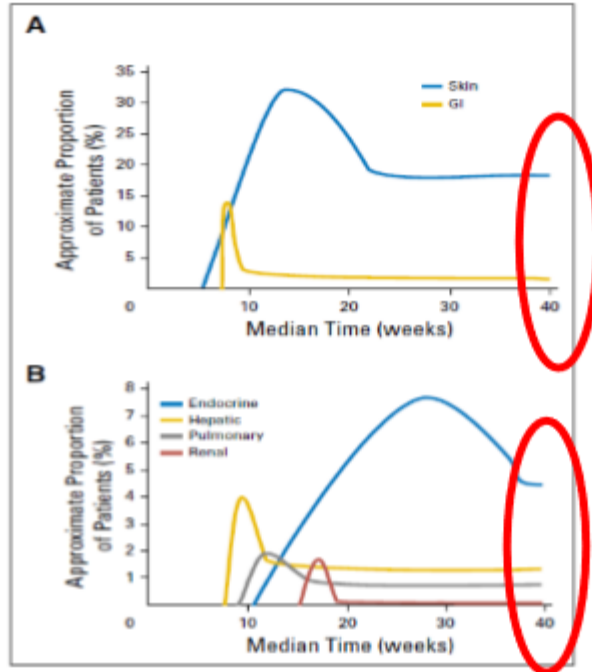 A
Approximate Proportion
of Patients (%)
35
30
25
20
15
10
5
0
10
20
30
40
Skin
GI
Median Time (weeks)
B
Approximate Proportion
of Patients (%)
8
7
6
5
4
3
2
1
0
10
20
30
40
Endocrine
Hepatic
Pulmonary
Renal
Median Time (weeks)